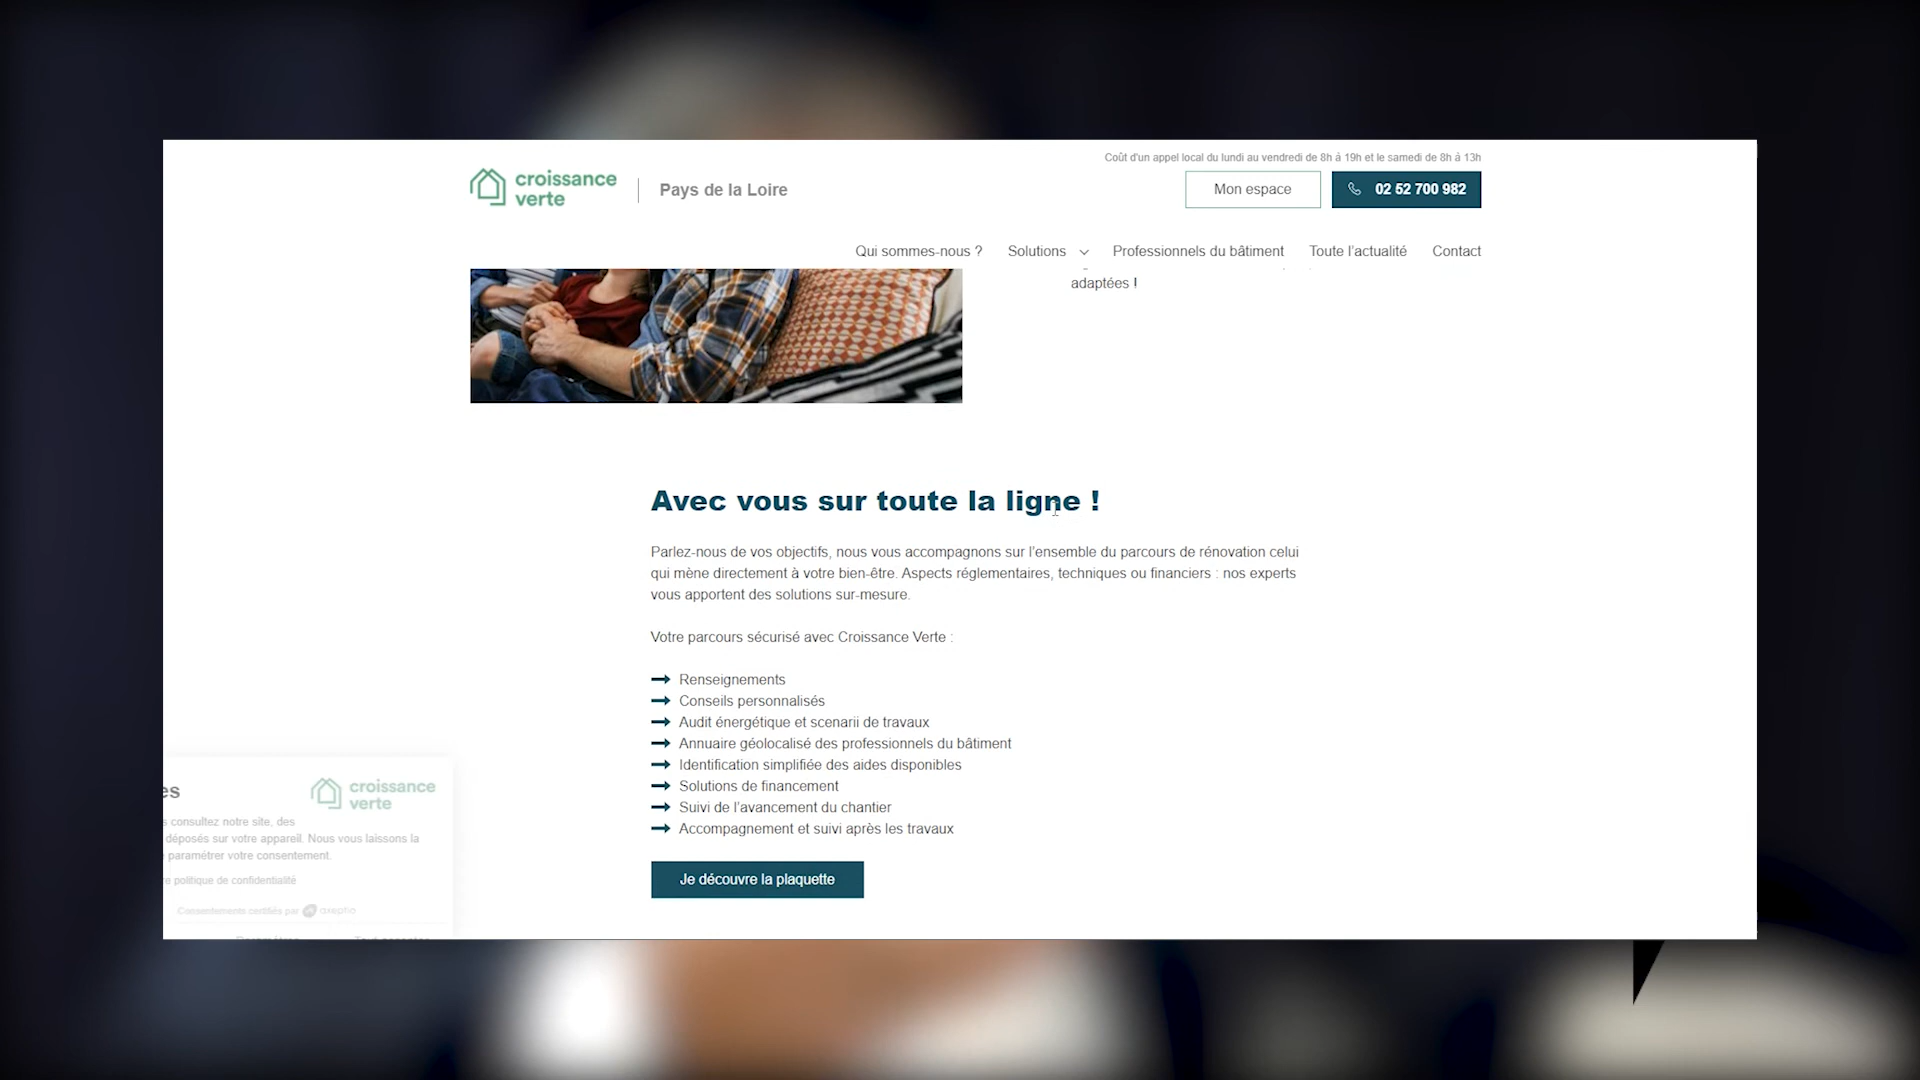 Coût d'un appel local du lundi au vendredi de 8h à 19h et le samedi de 8h à 13h
croissance
verte
Pays de la Loire
Mon espace
02 52 700 982
Qui sommes-nous ?
Solutions
Professionnels du bâtiment
Toute l'actualité
Contact
adaptées !
Avec vous sur toute la ligne !
Parlez-nous de vos objectifs, nous vous accompagnons sur l'ensemble du parcours de rénovation celui
qui mène directement à votre bien-être. Aspects réglementaires, techniques ou financiers : nos experts
vous apportent des solutions sur-mesure.
Votre parcours sécurisé avec Croissance Verte :
Renseignements
Conseils personnalisés
Audit énergétique et scenarii de travaux
Annuaire géolocalisé des professionnels du bâtiment
Identification simplifiée des aides disponibles
Solutions de financement
Suivi de l'avancement du chantier
Accompagnement et suivi après les travaux
Je découvre la plaquette
croissance
verte
consultez notre site, des
déposés sur votre appareil. Nous vous laissons la
paramétrer votre consentement.
politique de confidentialité
Consentements certifiés par axeptio